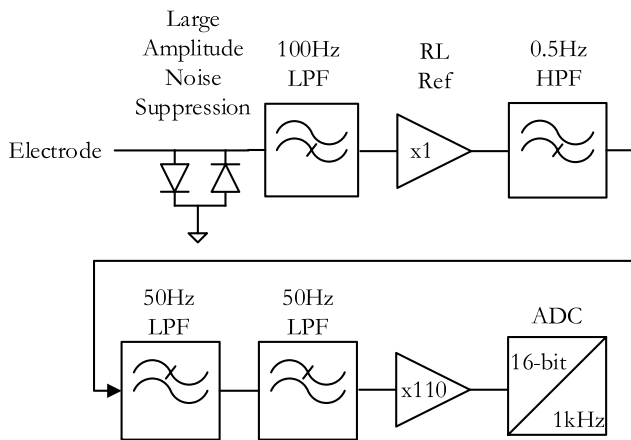 Large
Amplitude
Noise
Suppression
100Hz
LPF
RL
Ref
0.5Hz
HPF
Electrode
x1
50Hz
LPF
50Hz
LPF
ADC
x110
16-bit
1kHz